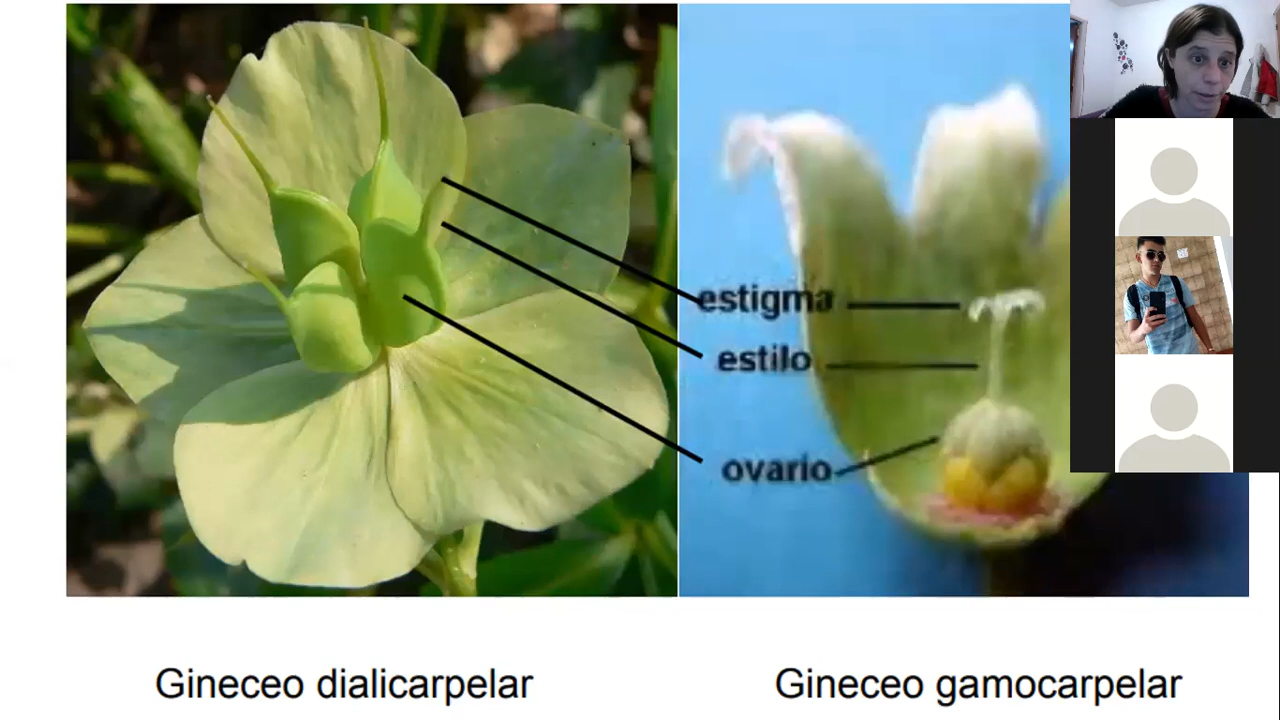 estigma
estilo
ovario
Gineceo dialicarpelar
Gineceo gamocarpelar